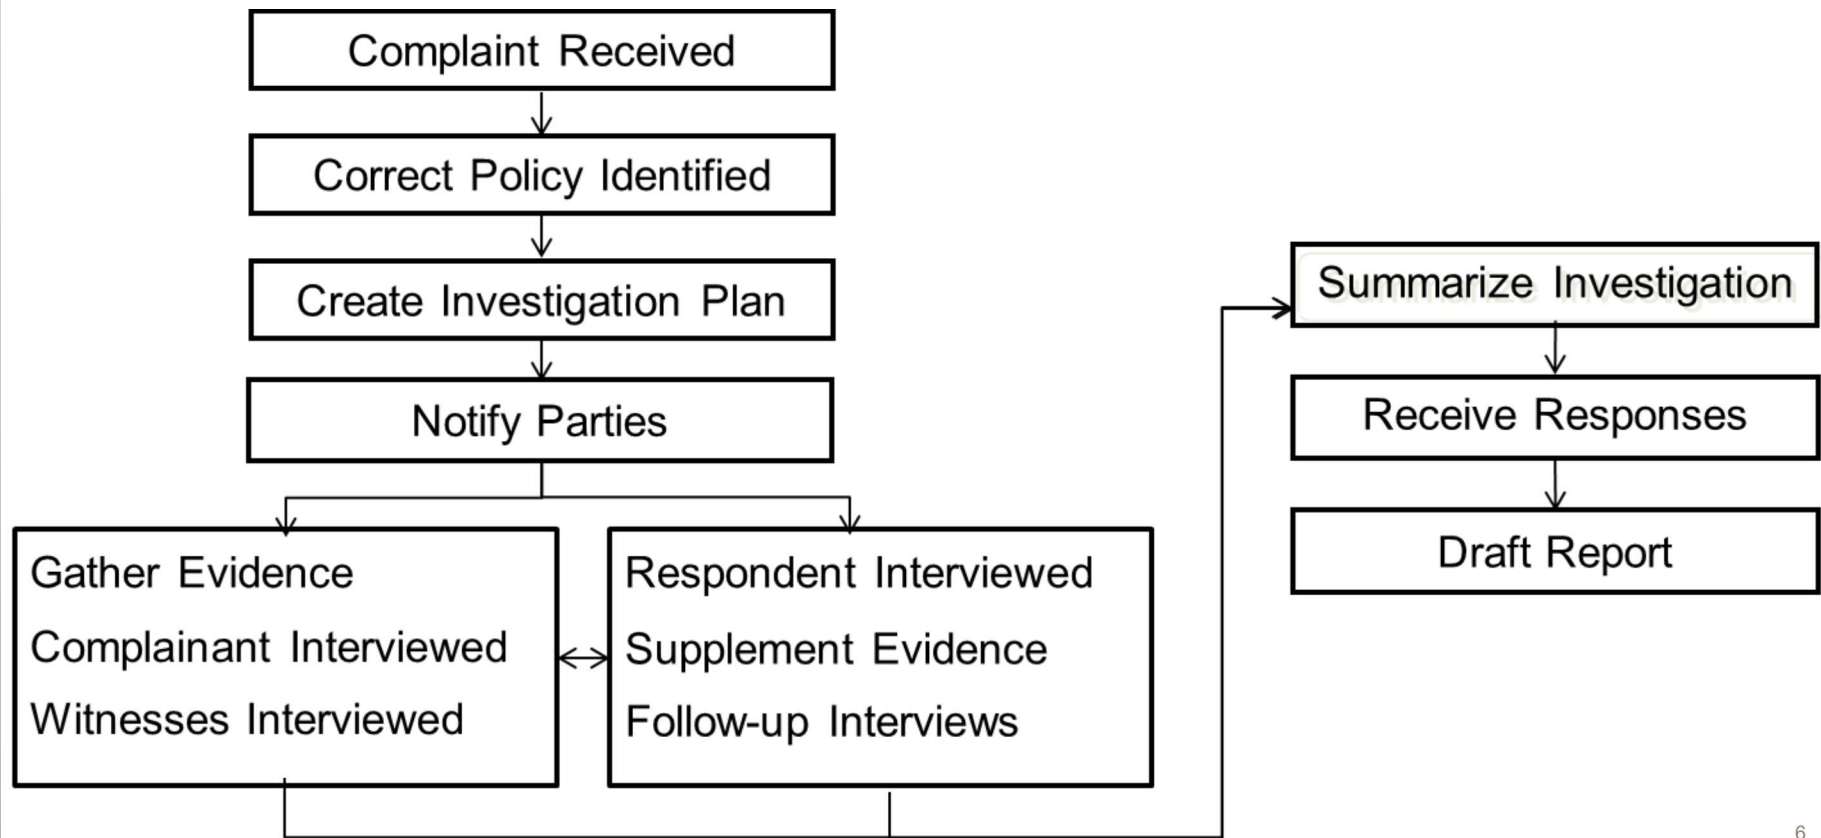 Complaint Received
Correct Policy Identified
Create Investigation Plan
Notify Parties
Gather Evidence
Complainant Interviewed
Witnesses Interviewed
Respondent Interviewed
Supplement Evidence
Follow-up Interviews
Summarize Investigation
Receive Responses
Draft Report
6